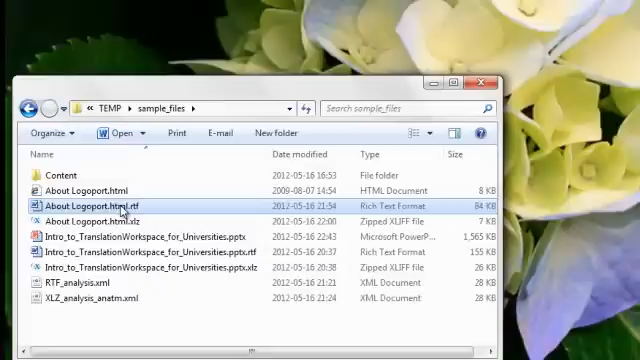 « TEMP ▸ sample_files ▸ Search sample_files
Organize Open Print E-mail New folder
Name Date modified Type Size
Content 2012-05-16 16:53 File folder
About Logoport.html 2009-08-07 14:54 HTML Document 8 KB
About Logoport.html.rtf 2012-05-16 21:54 Rich Text Format 84 KB
About Logoport.html.xlz 2012-05-16 22:00 Zipped XLIFF file 7 KB
Intro_to_TranslationWorkspace_for_Universities.pptx 2012-05-16 22:43 Microsoft PowerP... 1,565 KB
Intro_to_TranslationWorkspace_for_Universities.pptx.rtf 2012-05-16 20:37 Rich Text Format 155 KB
Intro_to_TranslationWorkspace_for_Universities.pptx.xlz 2012-05-16 20:38 Zipped XLIFF file 26 KB
RTF_analysis.xml 2012-05-16 21:21 XML Document 28 KB
XLZ_analysis_anatm.xml 2012-05-16 21:24 XML Document 28 KB